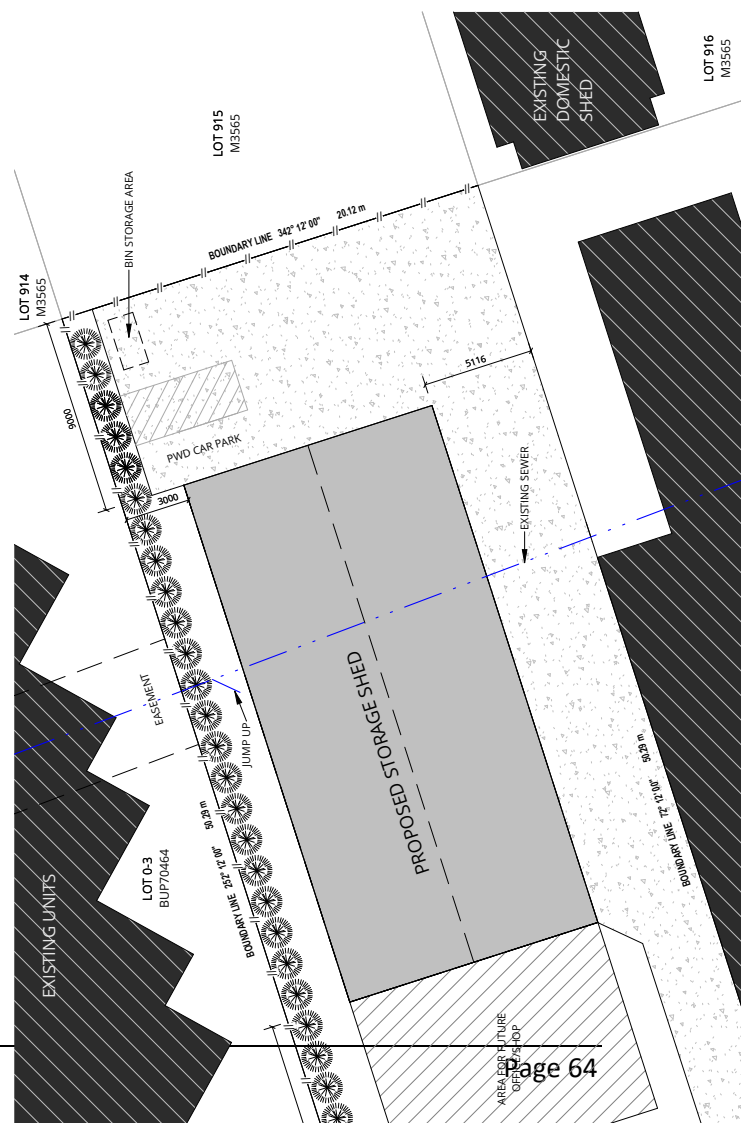 LOT 916
M3565
EXISTING
DOMESTIC
SHED
LOT 915
M3565
BIN STORAGE AREA
BOUNDARY LINE 342° 12' 00" 20.12 m
LOT 914
M3565
9000
5116
PWD CAR PARK
3000
EXISTING SEWER
EASEMENT
JUMP UP
PROPOSED STORAGE SHED
BOUNDARY LINE 252° 12' 00" 50.29 m
BOUNDARY LINE 72° 12' 00" 50.29 m
LOT 0-3
BUP70464
EXISTING UNITS
AREA FOR FUTURE
OFFICE/SHOP
Page 64